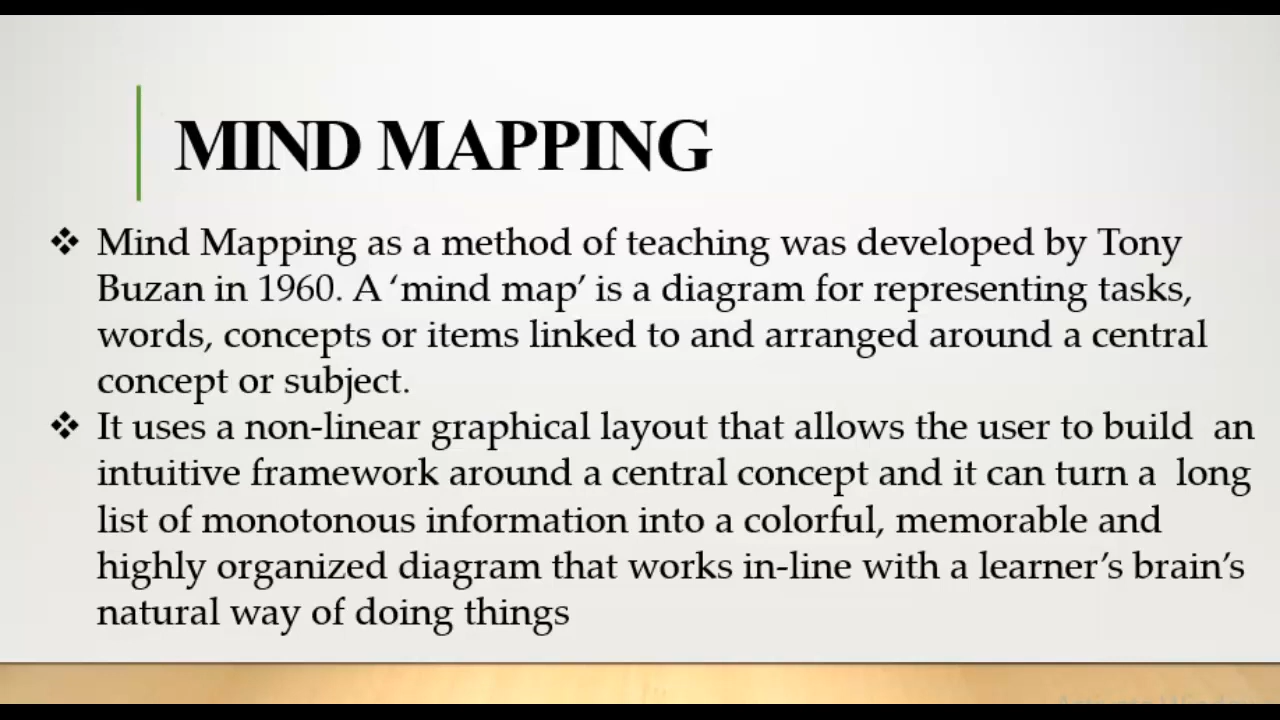 MIND MAPPING
❖ Mind Mapping as a method of teaching was developed by Tony
Buzan in 1960. A ‘mind map’ is a diagram for representing tasks,
words, concepts or items linked to and arranged around a central
concept or subject.
❖ It uses a non-linear graphical layout that allows the user to build  an
intuitive framework around a central concept and it can turn a  long
list of monotonous information into a colorful, memorable and
highly organized diagram that works in-line with a learner’s brain’s
natural way of doing things